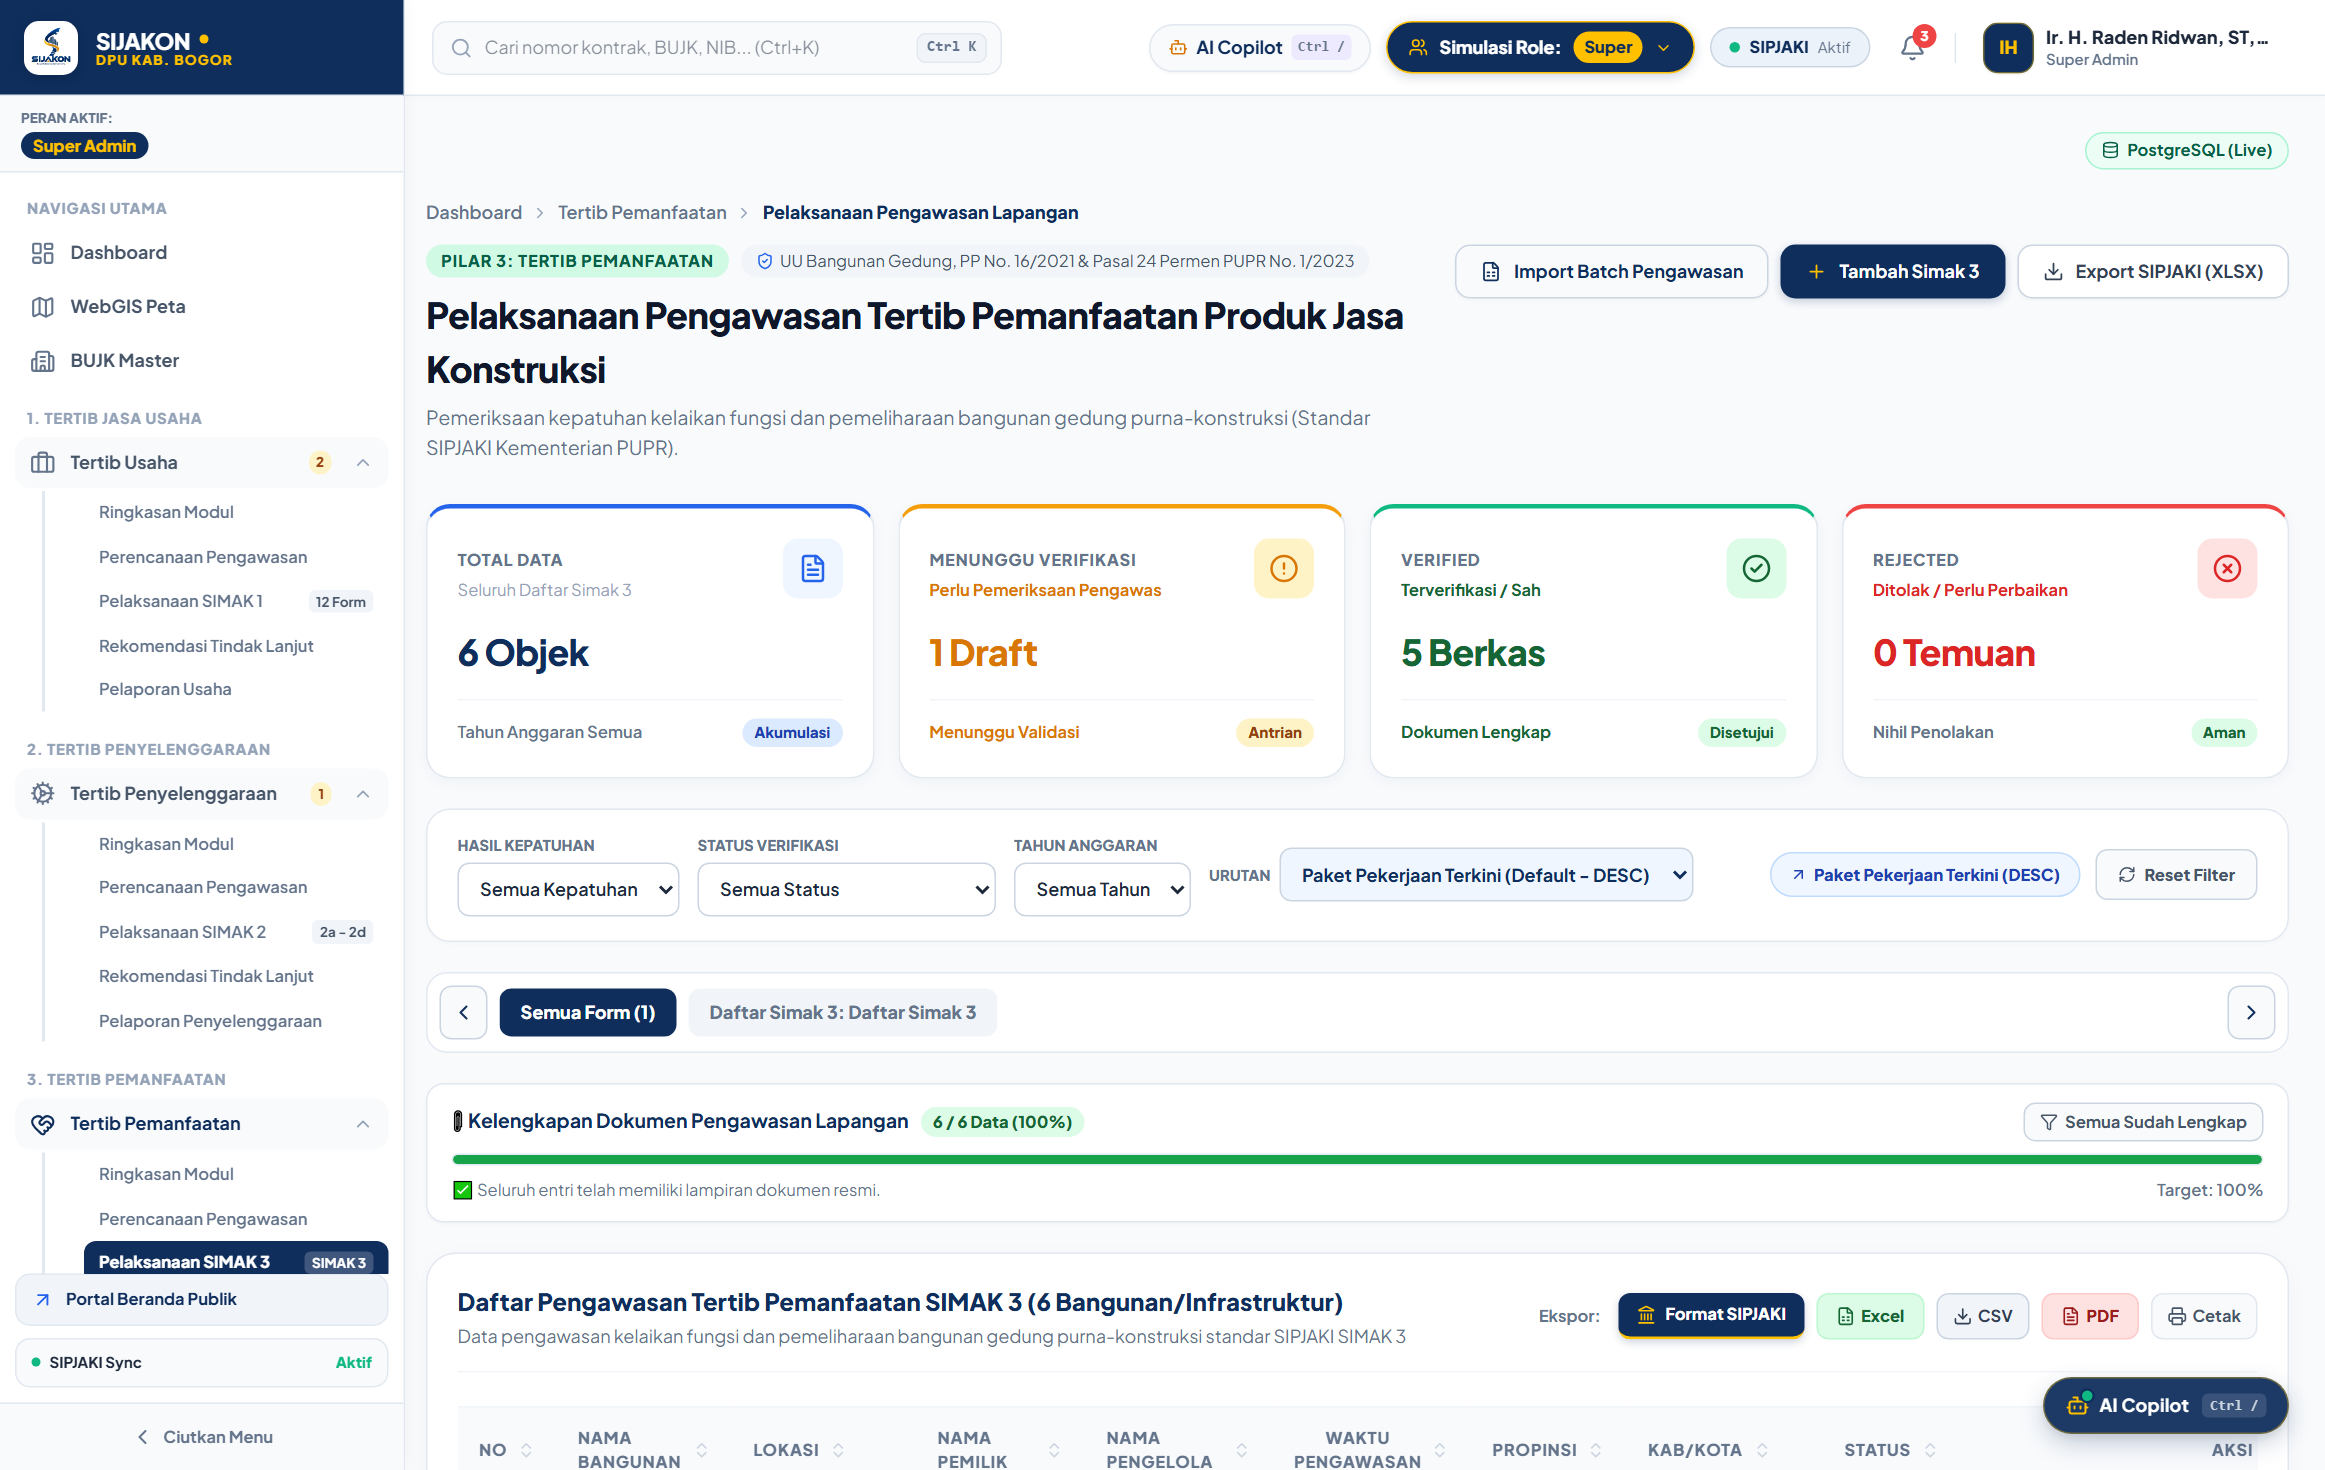 SIJAKON
DPU KAB. BOGOR
SIJAKON
Cari nomor kontrak, BUJK, NIB... (Ctrl+K)
Ctrl K
AI Copilot
Ctrl /
Simulasi Role:
Super
SIPJAKI Aktif
3
IH
Ir. H. Raden Ridwan, ST,...
Super Admin
PERAN AKTIF:
Super Admin
NAVIGASI UTAMA
Dashboard
WebGIS Peta
BUJK Master
1. TERTIB JASA USAHA
Tertib Usaha
2
Ringkasan Modul
Perencanaan Pengawasan
Pelaksanaan SIMAK 1
12 Form
Rekomendasi Tindak Lanjut
Pelaporan Usaha
2. TERTIB PENYELENGGARAAN
Tertib Penyelenggaraan
1
Ringkasan Modul
Perencanaan Pengawasan
Pelaksanaan SIMAK 2
2a - 2d
Rekomendasi Tindak Lanjut
Pelaporan Penyelenggaraan
3. TERTIB PEMANFAATAN
Tertib Pemanfaatan
Ringkasan Modul
Perencanaan Pengawasan
Pelaksanaan SIMAK 3
SIMAK 3
Portal Beranda Publik
SIPJAKI Sync
Aktif
Ciutkan Menu
PostgreSQL (Live)
Dashboard > Tertib Pemanfaatan > Pelaksanaan Pengawasan Lapangan
PILAR 3: TERTIB PEMANFAATAN
UU Bangunan Gedung, PP No. 16/2021 & Pasal 24 Permen PUPR No. 1/2023
Import Batch Pengawasan
Tambah Simak 3
Export SIPJAKI (XLSX)
Pelaksanaan Pengawasan Tertib Pemanfaatan Produk Jasa
Konstruksi
Pemeriksaan kepatuhan kelaikan fungsi dan pemeliharaan bangunan gedung purna-konstruksi (Standar
SIPJAKI Kementerian PUPR).
TOTAL DATA
Seluruh Daftar Simak 3
6 Objek
Tahun Anggaran Semua
Akumulasi
MENUNGGU VERIFIKASI
Perlu Pemeriksaan Pengawas
1 Draft
Menunggu Validasi
Antrian
VERIFIED
Terverifikasi / Sah
5 Berkas
Dokumen Lengkap
Disetujui
REJECTED
Ditolak / Perlu Perbaikan
0 Temuan
Nihil Penolakan
Aman
HASIL KEPATUHAN
Semua Kepatuhan
STATUS VERIFIKASI
Semua Status
TAHUN ANGGARAN
Semua Tahun
URUTAN
Paket Pekerjaan Terkini (Default - DESC)
Paket Pekerjaan Terkini (DESC)
Reset Filter
Semua Form (1)
Daftar Simak 3: Daftar Simak 3
Kelengkapan Dokumen Pengawasan Lapangan
6 / 6 Data (100%)
Semua Sudah Lengkap
Seluruh entri telah memiliki lampiran dokumen resmi.
Target: 100%
Daftar Pengawasan Tertib Pemanfaatan SIMAK 3 (6 Bangunan/Infrastruktur)
Data pengawasan kelaikan fungsi dan pemeliharaan bangunan gedung purna-konstruksi standar SIPJAKI SIMAK 3
Ekspor:
Format SIPJAKI
Excel
CSV
PDF
Cetak
AI Copilot
Ctrl /
NO
NAMA
BANGUNAN
LOKASI
NAMA
PEMILIK
NAMA
PENGELOLA
WAKTU
PENGAWASAN
PROPINSI
KAB/KOTA
STATUS
AKSI